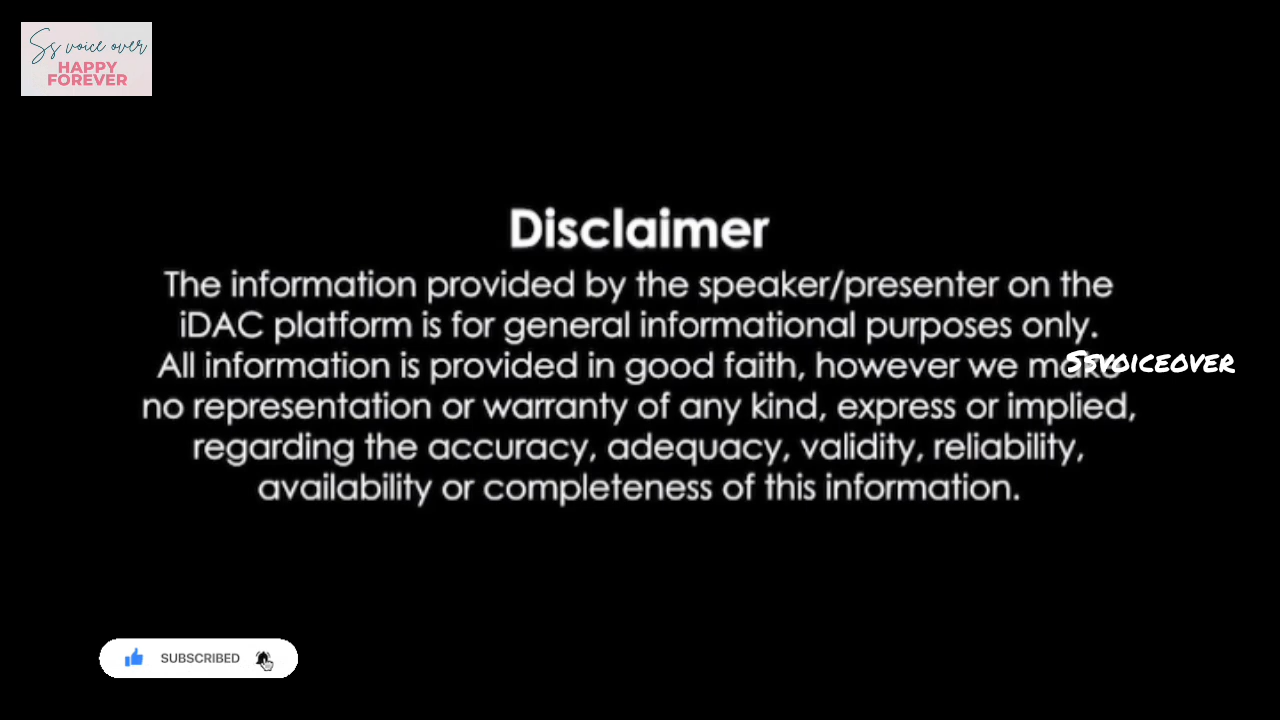 Ss voice over
HAPPY
FOREVER
Disclaimer
The information provided by the speaker/presenter on the
iDAC platform is for general informational purposes only.
All information is provided in good faith, however we make
Ssvoiceover
no representation or warranty of any kind, express or implied,
regarding the accuracy, adequacy, validity, reliability,
availability or completeness of this information.
SUBSCRIBED